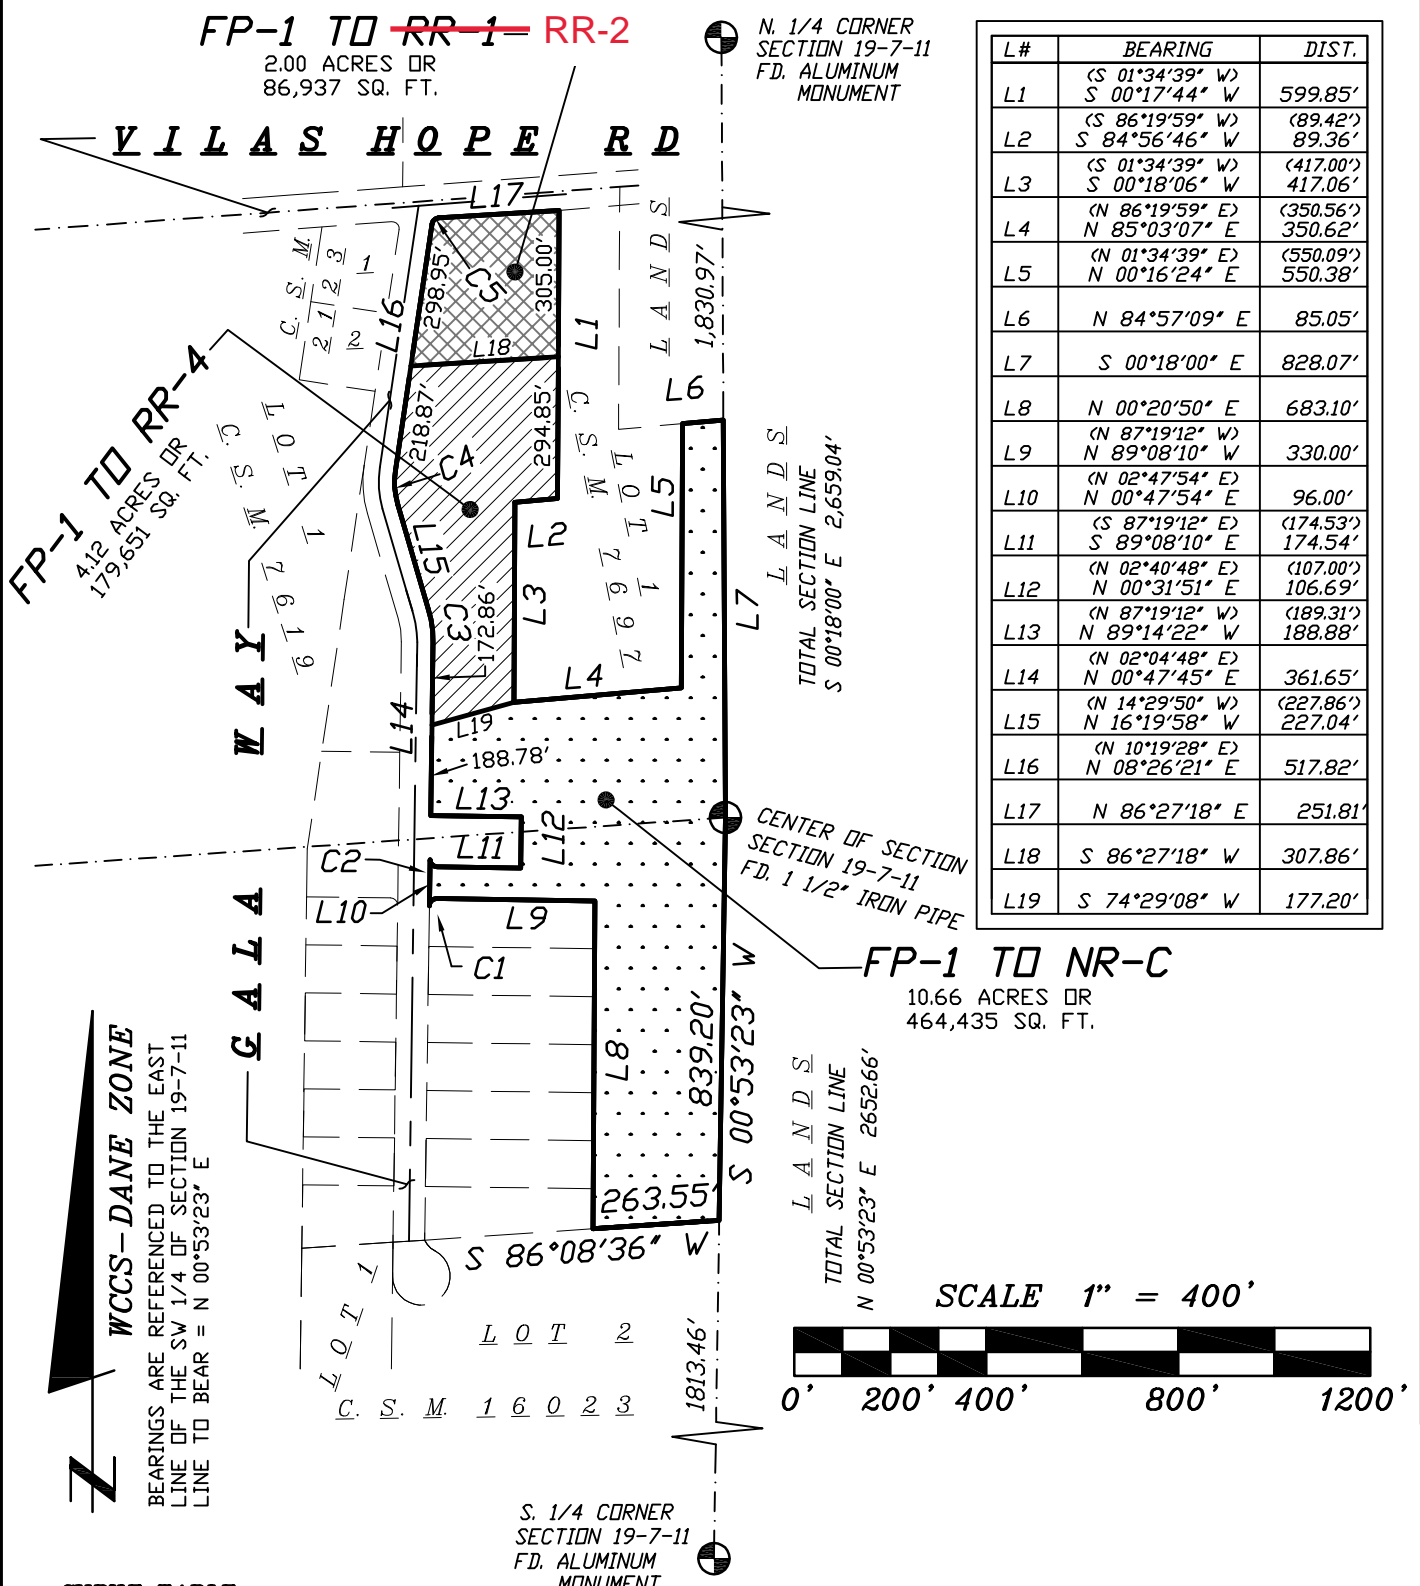 FP-1 TO RR-1 RR-2
2.00 ACRES OR
86,937 SQ. FT.
N. 1/4 CORNER
SECTION 19-7-11
FD. ALUMINUM
MONUMENT
VILAS HOPE RD
L17
C5
298.95'
305.00'
L18
L16
L1
C. S. M.
2123
1
2
LANDS
1,830.97'
L6
FP-1 TO RR-4
4.12 ACRES OR
179,651 SQ. FT.
LOT 1
C. S. M. 7619
218.87'
294.85'
C4
L15
L2
L3
C3
172.86'
C. S. M. 7697
LOT 1
L5
L4
L7
LANDS
TOTAL SECTION LINE
S 00°18'00" E 2,659.04'
L19
L14
188.78'
L13
L12
L11
C2
L10
L9
C1
GALA WAY
CENTER OF SECTION
SECTION 19-7-11
FD. 1 1/2" IRON PIPE
FP-1 TO NR-C
10.66 ACRES OR
464,435 SQ. FT.
L8
839.20'
S 00°53'23" W
263.55'
S 86°08'36" W
LANDS
TOTAL SECTION LINE
N 00°53'23" E 2652.66'
WCCS-DANE ZONE
BEARINGS ARE REFERENCED TO THE EAST
LINE OF THE SW 1/4 OF SECTION 19-7-11
LINE TO BEAR = N 00°53'23" E
N
LOT 1
LOT 2
C. S. M. 16023
1813.46'
SCALE 1" = 400'
0' 200' 400' 800' 1200'
S. 1/4 CORNER
SECTION 19-7-11
FD. ALUMINUM
MONUMENT
L# BEARING DIST.
(S 01°34'39" W)
L1 S 00°17'44" W 599.85'
(S 86°19'59" W) (89.42')
L2 S 84°56'46" W 89.36'
(S 01°34'39" W) (417.00')
L3 S 00°18'06" W 417.06'
(N 86°19'59" E) (350.56')
L4 N 85°03'07" E 350.62'
(N 01°34'39" E) (550.09')
L5 N 00°16'24" E 550.38'
L6 N 84°57'09" E 85.05'
L7 S 00°18'00" E 828.07'
L8 N 00°20'50" E 683.10'
(N 87°19'12" W)
L9 N 89°08'10" W 330.00'
(N 02°47'54" E)
L10 N 00°47'54" E 96.00'
(S 87°19'12" E) (174.53')
L11 S 89°08'10" E 174.54'
(N 02°40'48" E) (107.00')
L12 N 00°31'51" E 106.69'
(N 87°19'12" W) (189.31')
L13 N 89°14'22" W 188.88'
(N 02°04'48" E)
L14 N 00°47'45" E 361.65'
(N 14°29'50" W) (227.86')
L15 N 16°19'58" W 227.04'
(N 10°19'28" E)
L16 N 08°26'21" E 517.82'
L17 N 86°27'18" E 251.81'
L18 S 86°27'18" W 307.86'
L19 S 74°29'08" W 177.20'